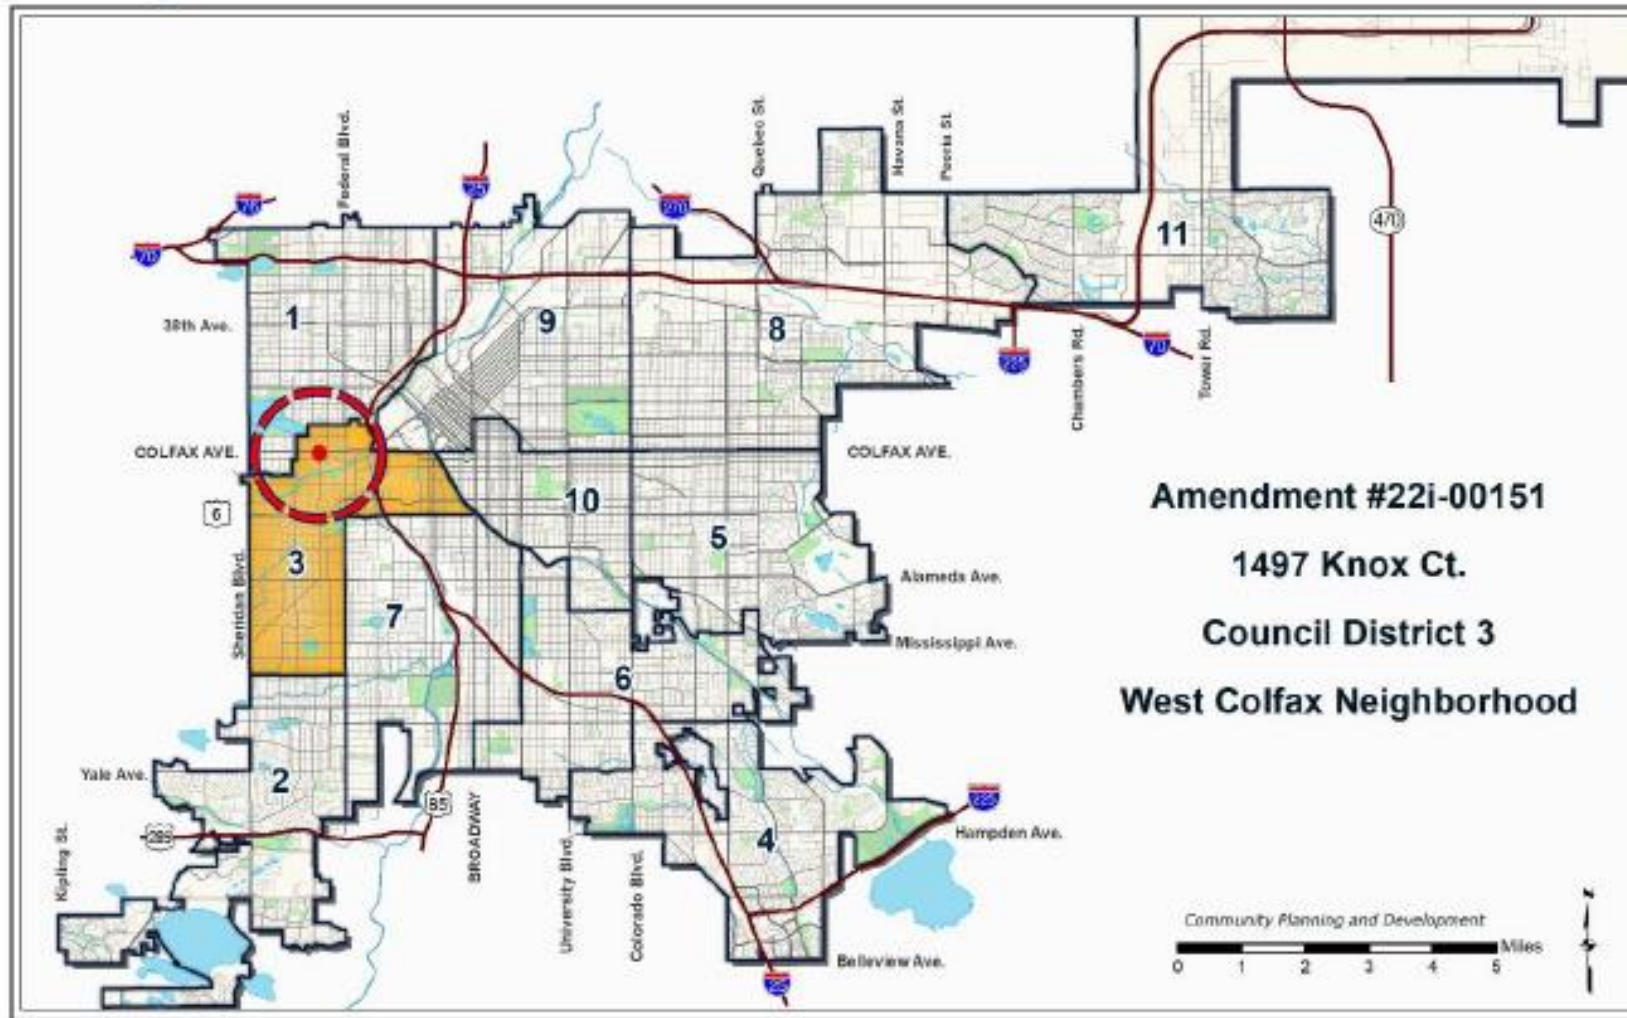 Federal Blvd.
Quebec St.
Havana St.
Peoria St.
76
25
270
70
11
470
38th Ave.
1
9
8
225
Chambers Rd.
70
Tower Rd.
COLFAX AVE.
COLFAX AVE.
6
10
5
Sheridan Blvd.
3
7
Alameda Ave.
Mississippi Ave.
6
Amendment #22i-00151
1497 Knox Ct.
Council District 3
West Colfax Neighborhood
Yale Ave.
2
85
285
BROADWAY
Kipling St.
University Blvd.
Colorado Blvd.
4
225
Hampden Ave.
Belleview Ave.
25
Community Planning and Development
Miles
0 1 2 3 4 5